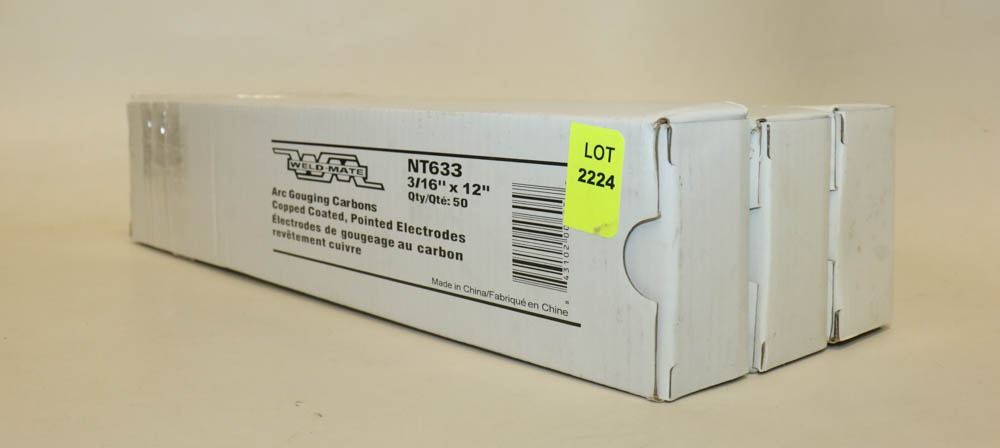 WELD-MATE
NT633
3/16" x 12"
Qty/Qté: 50
Arc Gouging Carbons
Copped Coated, Pointed Electrodes
Électrodes de gougeage au carbon
revêtement cuivre
Made in China/Fabriqué en Chine
LOT
2224